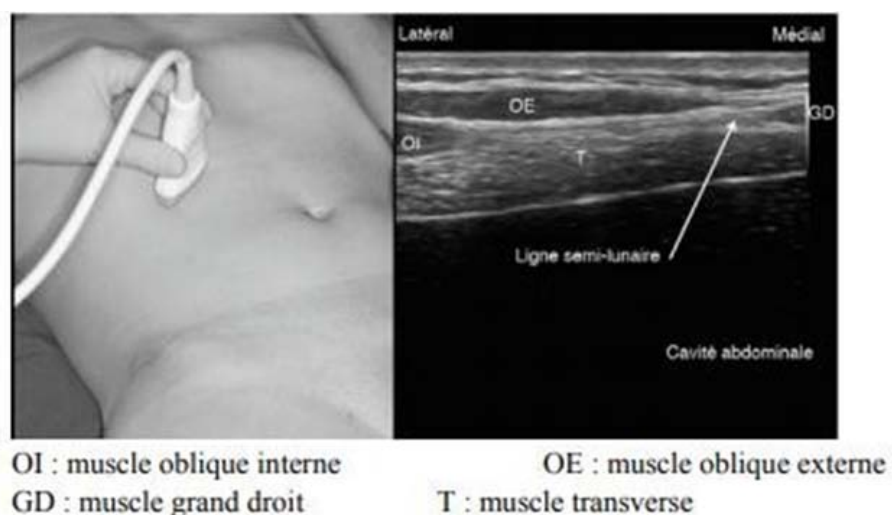 Latéral Médial
OE
GD
OI
T
Ligne semi-lunaire
Cavité abdominale
OI : muscle oblique interne OE : muscle oblique externe
GD : muscle grand droit T : muscle transverse